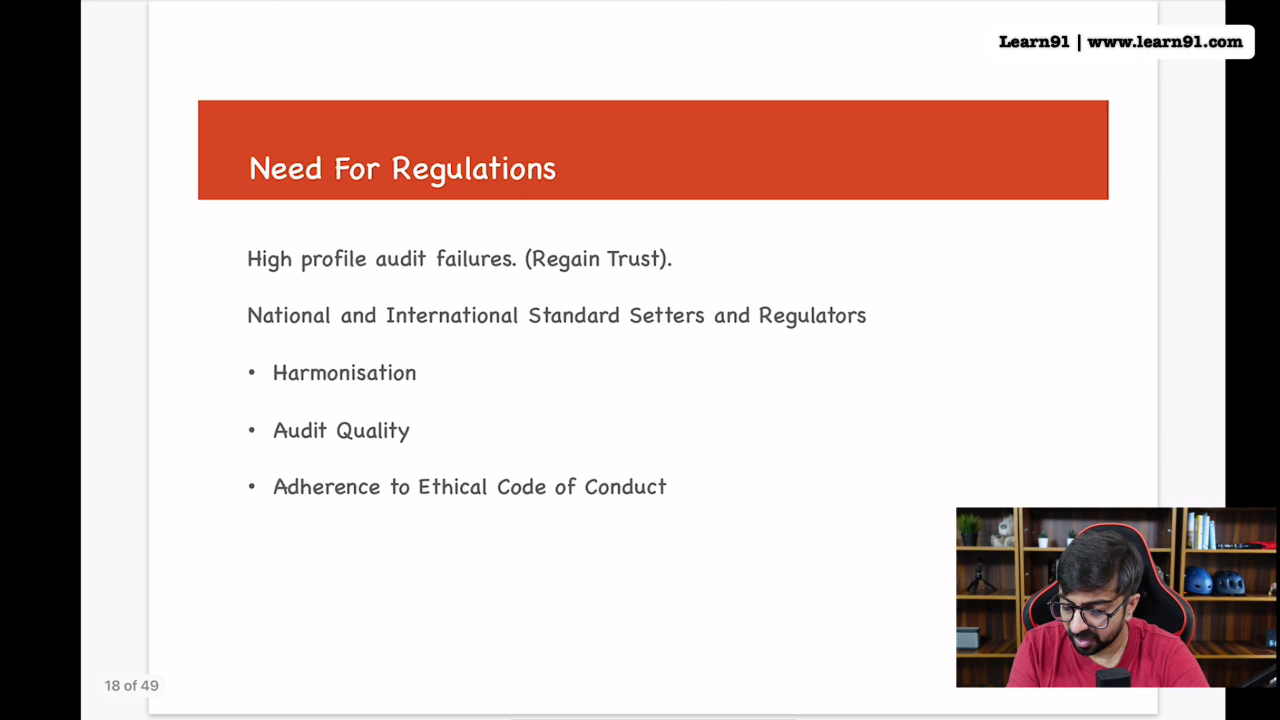 Learn91 | www.learn91.com
Need For Regulations
High profile audit failures. (Regain Trust).
National and International Standard Setters and Regulators
• Harmonisation
• Audit Quality
• Adherence to Ethical Code of Conduct
18 of 49